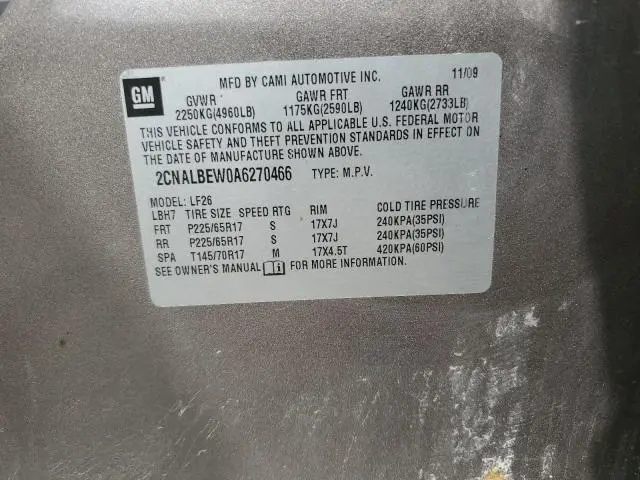 GM
MFD BY CAMI AUTOMOTIVE INC. 11/09
GVWR GAWR FRT GAWR RR
2250KG(4960LB) 1175KG(2590LB) 1240KG(2733LB)
THIS VEHICLE CONFORMS TO ALL APPLICABLE U.S. FEDERAL MOTOR
VEHICLE SAFETY AND THEFT PREVENTION STANDARDS IN EFFECT ON
THE DATE OF MANUFACTURE SHOWN ABOVE.
2CNALBEW0A6270466 TYPE: M.P.V.
MODEL: LF26
LBH7 TIRE SIZE SPEED RTG RIM COLD TIRE PRESSURE
FRT P225/65R17 S 17X7J 240KPA(35PSI)
RR P225/65R17 S 17X7J 240KPA(35PSI)
SPA T145/70R17 M 17X4.5T 420KPA(60PSI)
SEE OWNER'S MANUAL FOR MORE INFORMATION.